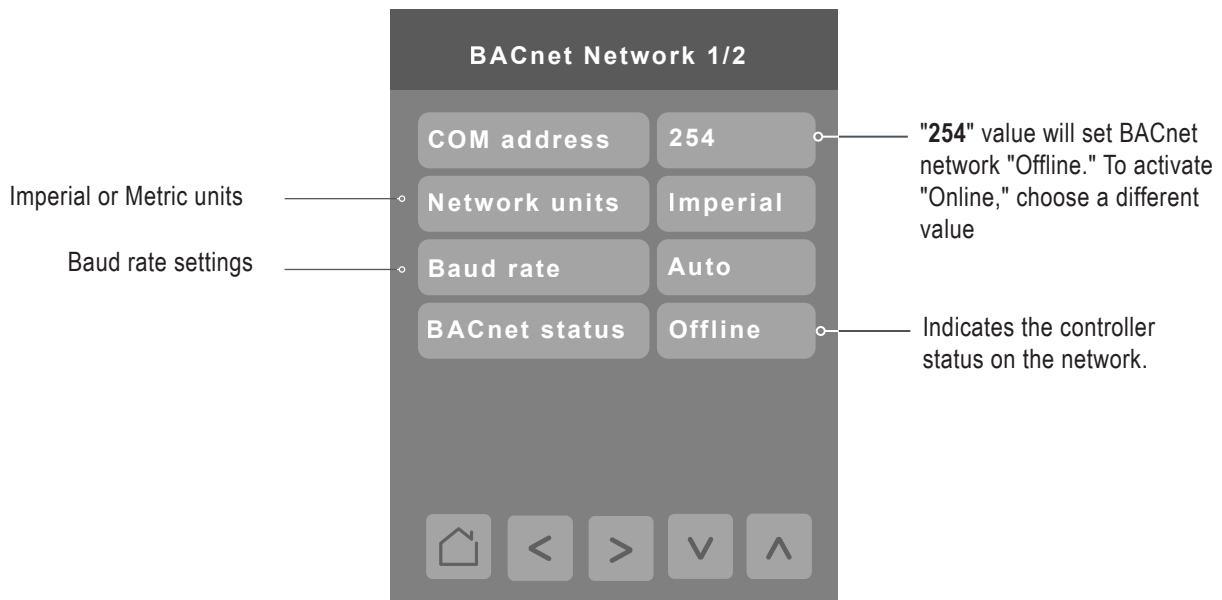 BACnet Network 1/2
COM address 254
"254" value will set BACnet
network "Offline." To activate
"Online," choose a different
value
Imperial or Metric units
Network units Imperial
Baud rate settings
Baud rate Auto
BACnet status Offline
Indicates the controller
status on the network.